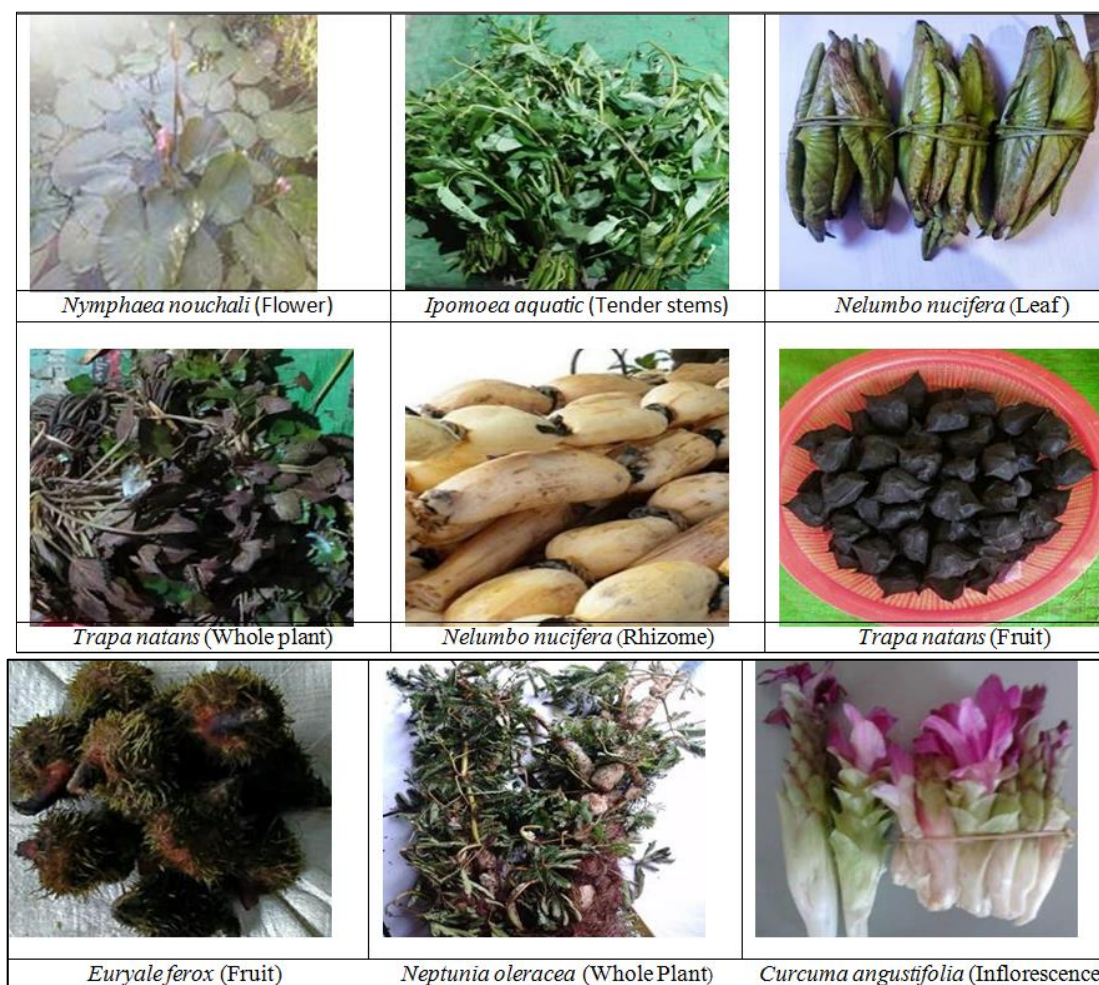 Nymphaea nouchali (Flower)
Ipomoea aquatic (Tender stems)
Nelumbo nucifera (Leaf)
Trapa natans (Whole plant)
Nelumbo nucifera (Rhizome)
Trapa natans (Fruit)
Euryale ferox (Fruit)
Neptunia oleracea (Whole Plant)
Curcuma angustifolia (Inflorescence